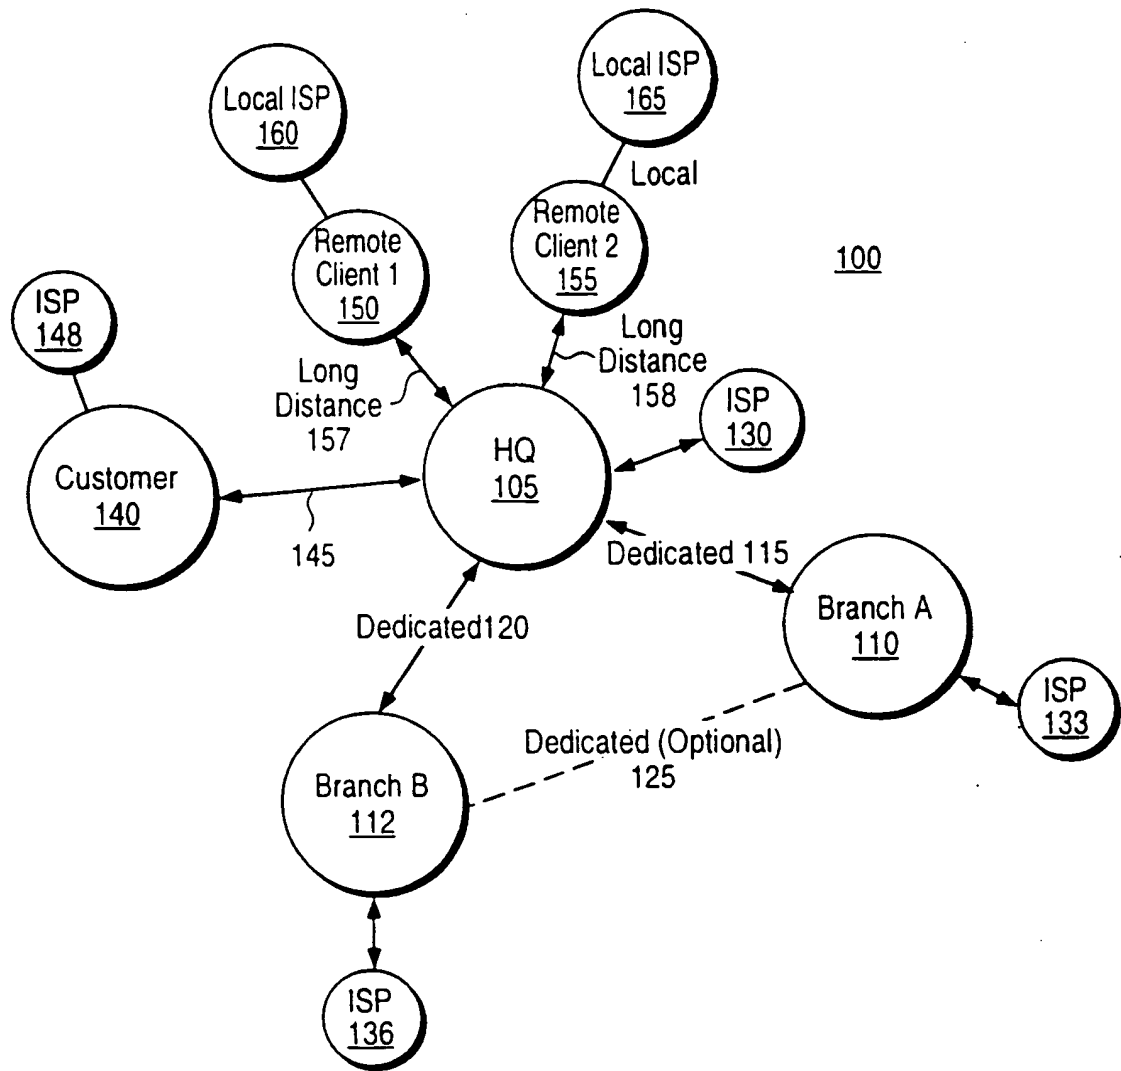 Local ISP
160
Local ISP
165
Local
Remote
Client 1
150
Remote
Client 2
155
100
ISP
148
Long
Distance
157
Long
Distance
158
ISP
130
Customer
140
HQ
105
145
Dedicated 115
Dedicated120
Branch A
110
ISP
133
Dedicated (Optional)
125
Branch B
112
ISP
136